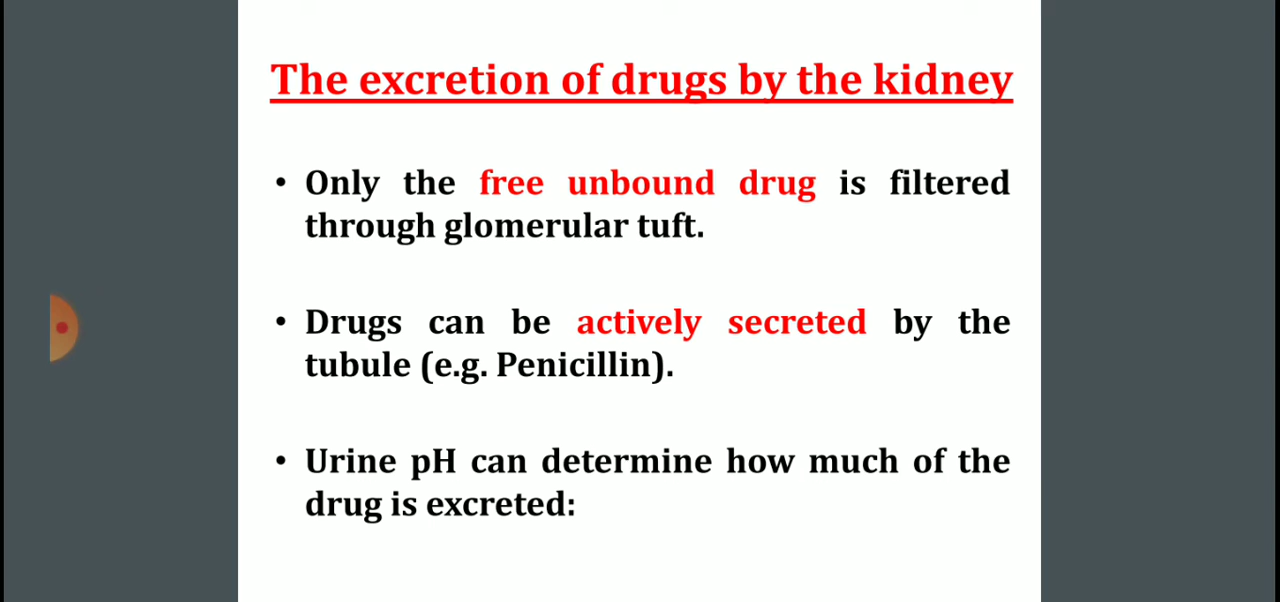 The excretion of drugs by the kidney
• Only the free unbound drug is filtered
through glomerular tuft.
• Drugs can be actively secreted by the
tubule (e.g. Penicillin).
• Urine pH can determine how much of the
drug is excreted: